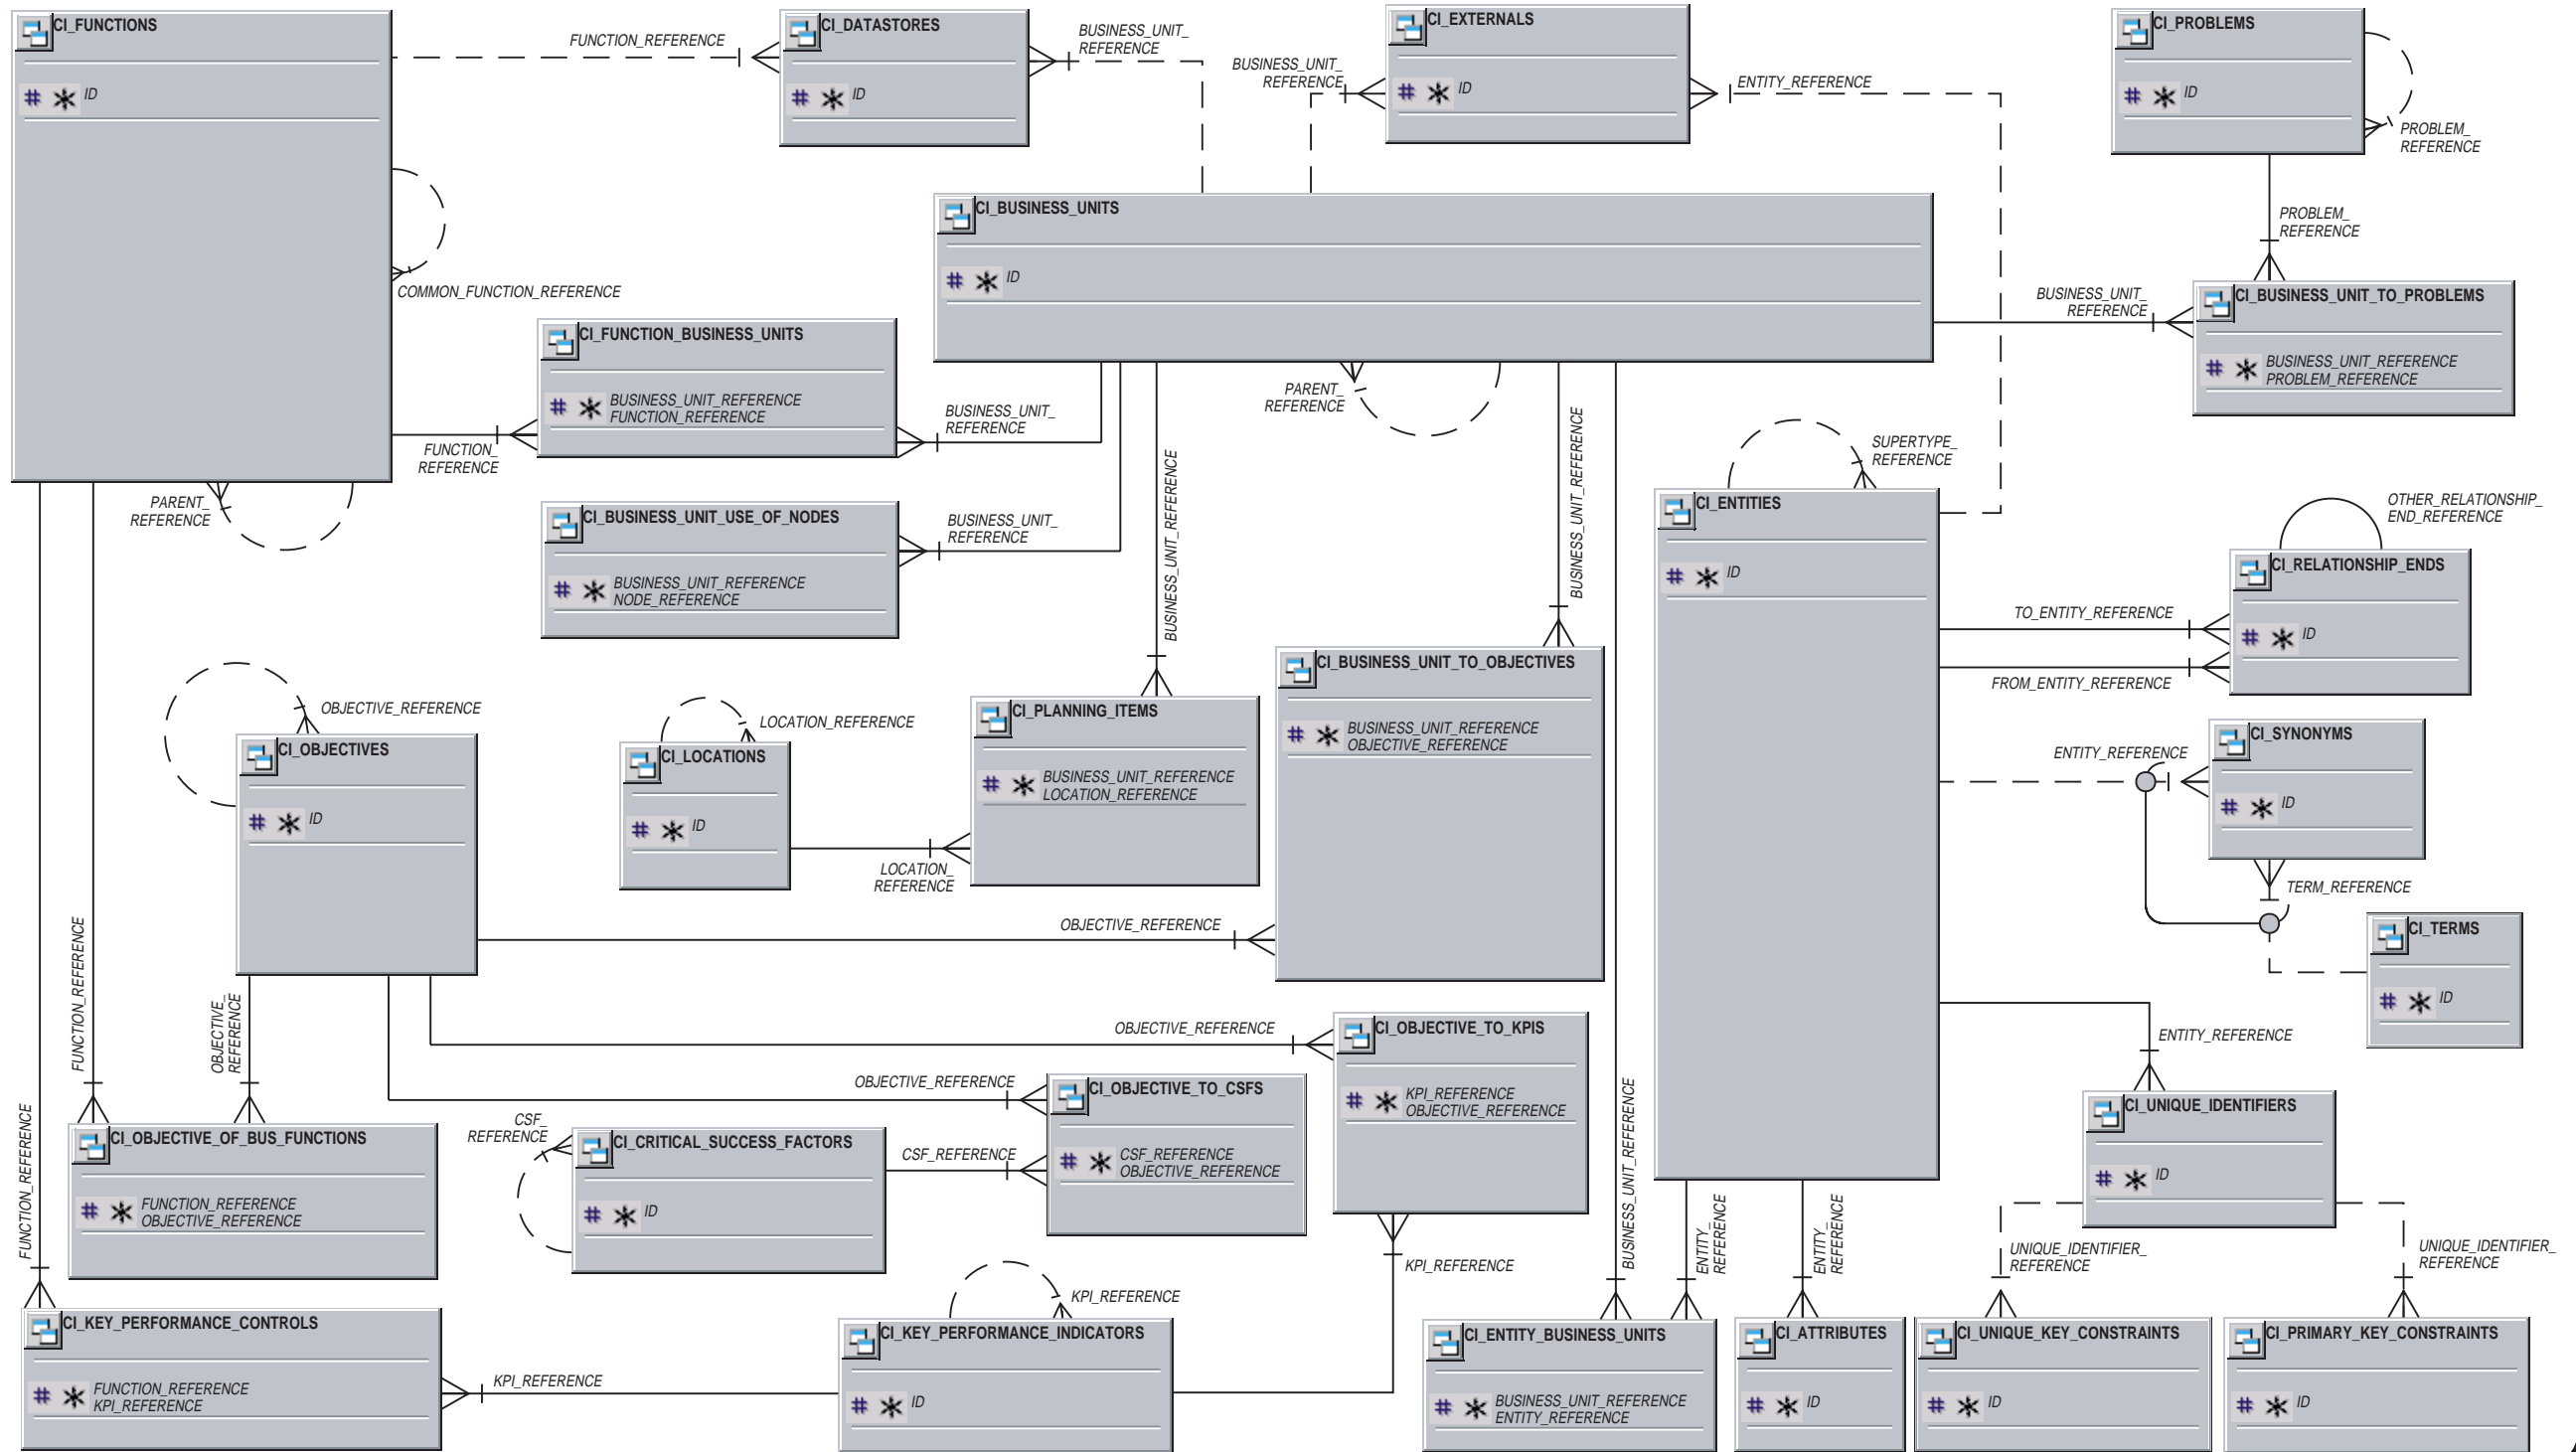 CI_FUNCTIONS
# * ID
COMMON_FUNCTION_REFERENCE
PARENT_
REFERENCE
FUNCTION_REFERENCE
CI_DATASTORES
# * ID
BUSINESS_UNIT_
REFERENCE
CI_EXTERNALS
# * ID
BUSINESS_UNIT_
REFERENCE
ENTITY_REFERENCE
CI_PROBLEMS
# * ID
PROBLEM_
REFERENCE
PROBLEM_
REFERENCE
CI_BUSINESS_UNITS
# * ID
PARENT_
REFERENCE
BUSINESS_UNIT_
REFERENCE
CI_BUSINESS_UNIT_TO_PROBLEMS
# * BUSINESS_UNIT_REFERENCE
PROBLEM_REFERENCE
CI_FUNCTION_BUSINESS_UNITS
# * BUSINESS_UNIT_REFERENCE
FUNCTION_REFERENCE
FUNCTION_
REFERENCE
BUSINESS_UNIT_
REFERENCE
CI_BUSINESS_UNIT_USE_OF_NODES
# * BUSINESS_UNIT_REFERENCE
NODE_REFERENCE
BUSINESS_UNIT_
REFERENCE
BUSINESS_UNIT_REFERENCE
BUSINESS_UNIT_REFERENCE
SUPERTYPE_
REFERENCE
CI_ENTITIES
# * ID
OTHER_RELATIONSHIP_
END_REFERENCE
CI_RELATIONSHIP_ENDS
# * ID
TO_ENTITY_REFERENCE
FROM_ENTITY_REFERENCE
OBJECTIVE_REFERENCE
CI_OBJECTIVES
# * ID
LOCATION_REFERENCE
CI_LOCATIONS
# * ID
LOCATION_
REFERENCE
CI_PLANNING_ITEMS
# * BUSINESS_UNIT_REFERENCE
LOCATION_REFERENCE
CI_BUSINESS_UNIT_TO_OBJECTIVES
# * BUSINESS_UNIT_REFERENCE
OBJECTIVE_REFERENCE
OBJECTIVE_REFERENCE
ENTITY_REFERENCE
CI_SYNONYMS
# * ID
TERM_REFERENCE
CI_TERMS
# * ID
FUNCTION_REFERENCE
OBJECTIVE_
REFERENCE
FUNCTION_REFERENCE
CI_OBJECTIVE_OF_BUS_FUNCTIONS
# * FUNCTION_REFERENCE
OBJECTIVE_REFERENCE
OBJECTIVE_REFERENCE
CI_OBJECTIVE_TO_KPIS
# * KPI_REFERENCE
OBJECTIVE_REFERENCE
OBJECTIVE_REFERENCE
CI_OBJECTIVE_TO_CSFS
# * CSF_REFERENCE
OBJECTIVE_REFERENCE
CSF_
REFERENCE
CI_CRITICAL_SUCCESS_FACTORS
# * ID
CSF_REFERENCE
KPI_REFERENCE
BUSINESS_UNIT_REFERENCE
ENTITY_
REFERENCE
ENTITY_
REFERENCE
ENTITY_REFERENCE
CI_UNIQUE_IDENTIFIERS
# * ID
UNIQUE_IDENTIFIER_
REFERENCE
UNIQUE_IDENTIFIER_
REFERENCE
CI_KEY_PERFORMANCE_CONTROLS
# * FUNCTION_REFERENCE
KPI_REFERENCE
KPI_REFERENCE
KPI_REFERENCE
CI_KEY_PERFORMANCE_INDICATORS
# * ID
CI_ENTITY_BUSINESS_UNITS
# * BUSINESS_UNIT_REFERENCE
ENTITY_REFERENCE
CI_ATTRIBUTES
# * ID
CI_UNIQUE_KEY_CONSTRAINTS
# * ID
CI_PRIMARY_KEY_CONSTRAINTS
# * ID